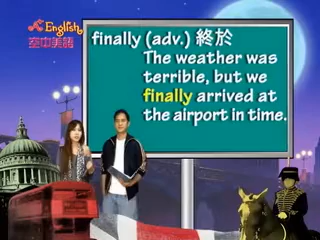 English
空中美語
finally (adv.) 終於
The weather was
terrible, but we
finally arrived at
the airport in time.